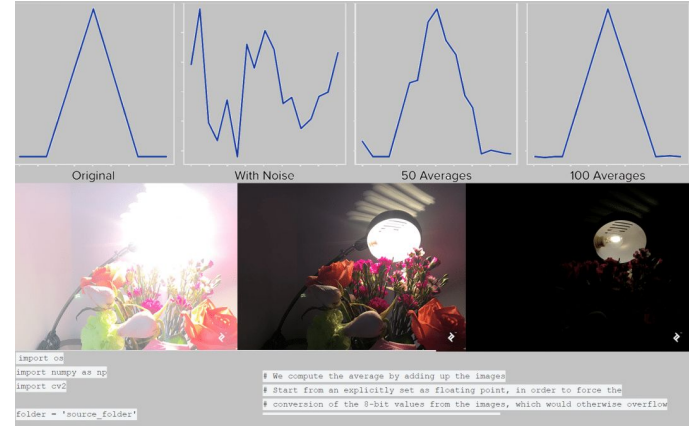 Original
With Noise
50 Averages
100 Averages
import os
import numpy as np
import cv2
folder = 'source_folder'
# We compute the average by adding up the images
# Start from an explicitly set as floating point, in order to force the
# conversion of the 8-bit values from the images, which would otherwise overflow